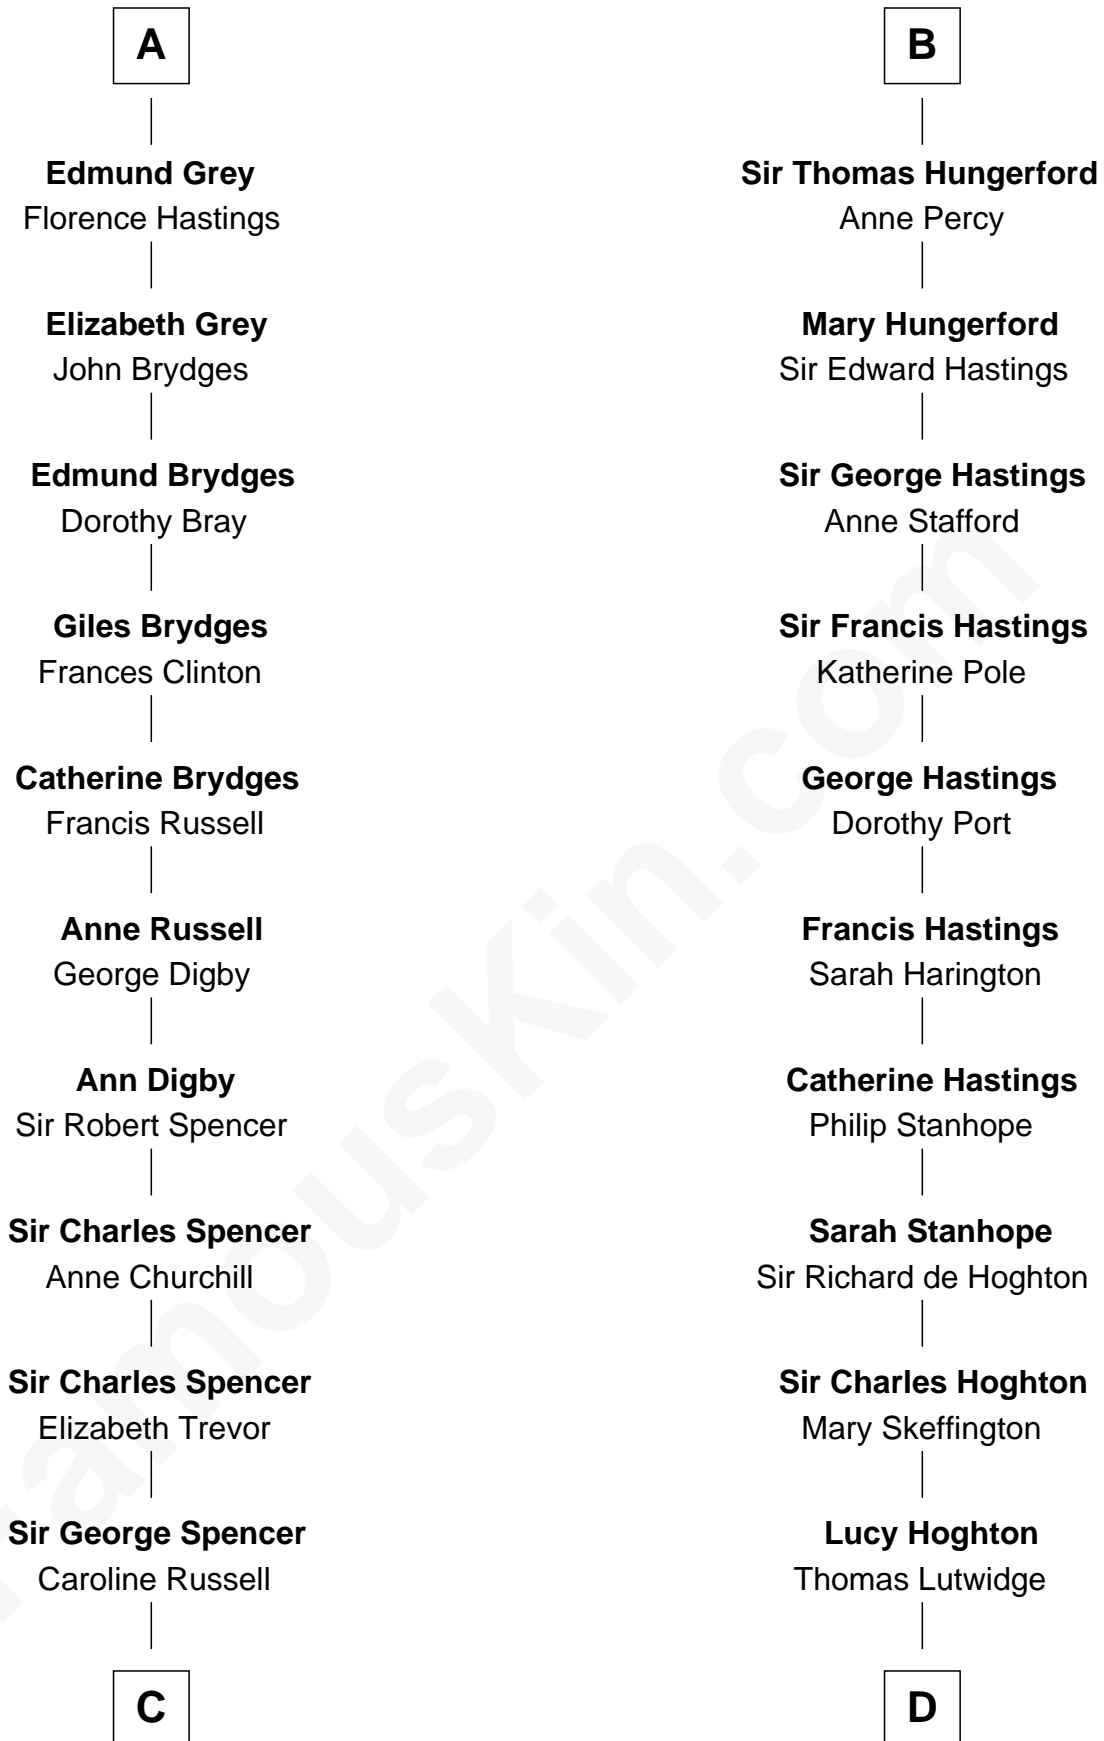 A
Edmund Grey
Florence Hastings
Elizabeth Grey
John Brydges
Edmund Brydges
Dorothy Bray
Giles Brydges
Frances Clinton
Catherine Brydges
Francis Russell
Anne Russell
George Digby
Ann Digby
Sir Robert Spencer
Sir Charles Spencer
Anne Churchill
Sir Charles Spencer
Elizabeth Trevor
Sir George Spencer
Caroline Russell
C
B
Sir Thomas Hungerford
Anne Percy
Mary Hungerford
Sir Edward Hastings
Sir George Hastings
Anne Stafford
Sir Francis Hastings
Katherine Pole
George Hastings
Dorothy Port
Francis Hastings
Sarah Harington
Catherine Hastings
Philip Stanhope
Sarah Stanhope
Sir Richard de Hoghton
Sir Charles Hoghton
Mary Skeffington
Lucy Hoghton
Thomas Lutwidge
D
FamousKin.com